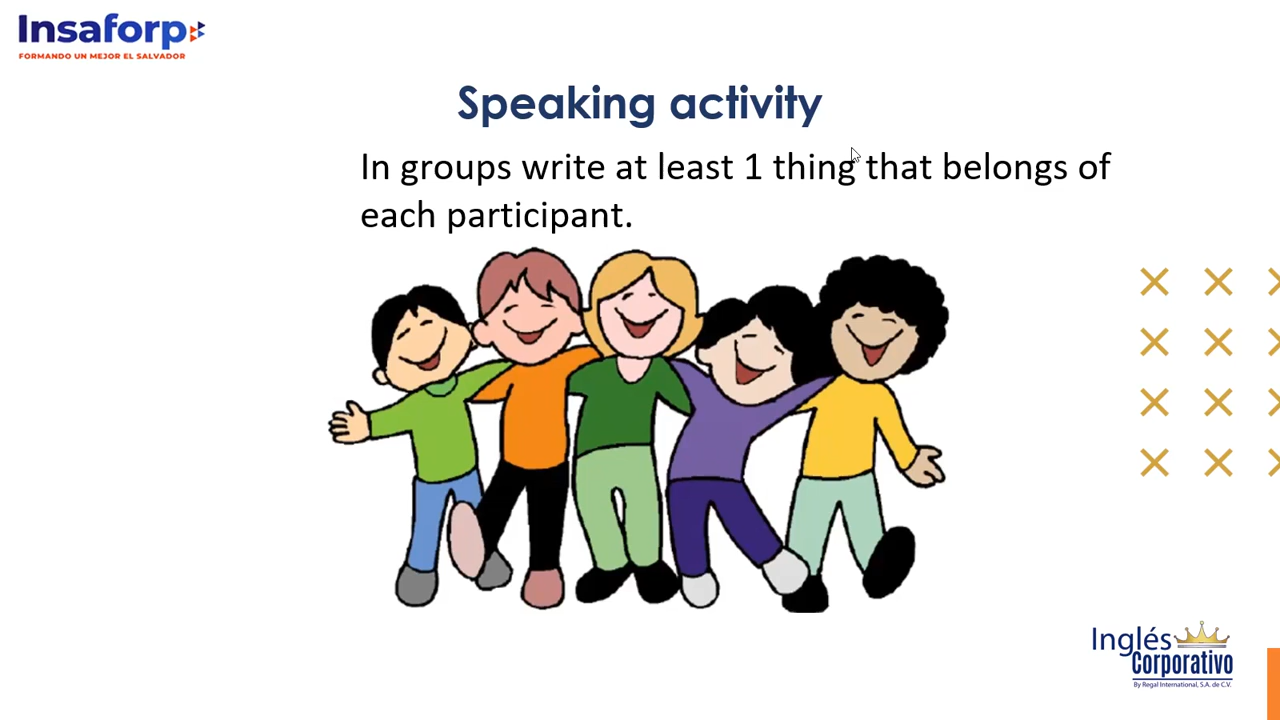 Insaforp
FORMANDO UN MEJOR EL SALVADOR
Speaking activity
In groups write at least 1 thing that belongs of
each participant.
Inglés
Corporativo
By Regal International, S.A. de C.V.